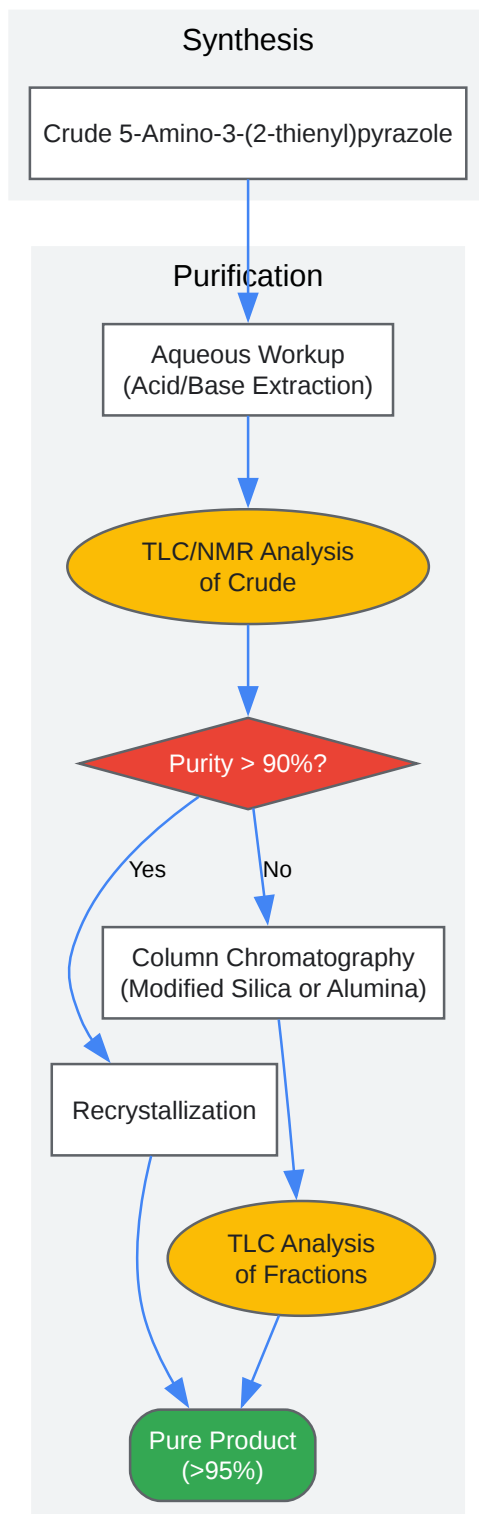 Synthesis
Crude 5-Amino-3-(2-thienyl)pyrazole
Purification
Aqueous Workup
(Acid/Base Extraction)
TLC/NMR Analysis
of Crude
Purity > 90%?
Yes
No
Column Chromatography
(Modified Silica or Alumina)
Recrystallization
TLC Analysis
of Fractions
Pure Product
(>95%)